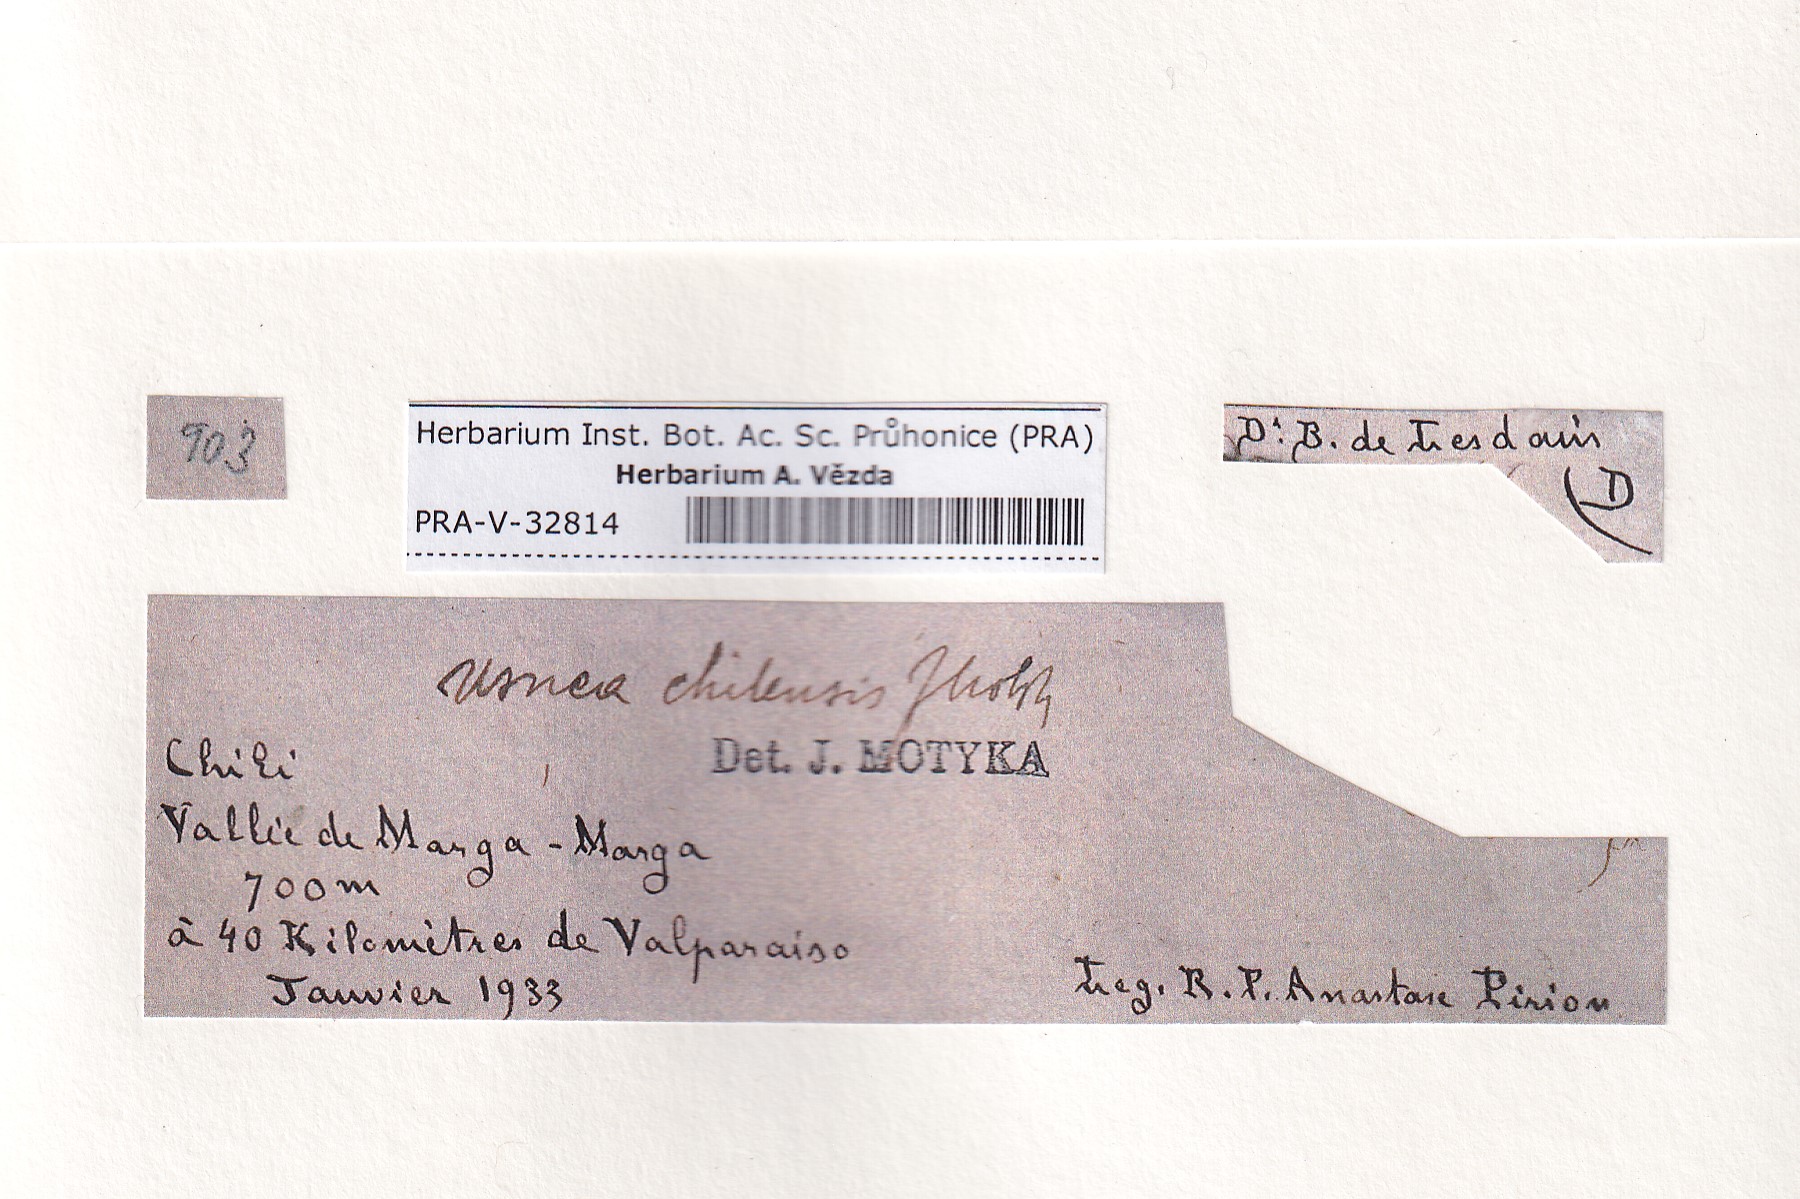 903
Herbarium Inst. Bot. Ac. Sc. Průhonice (PRA)
Herbarium A. Vězda
PRA-V-32814
Dr B. de Lesdain
(D
Usnea chilensis Motyka
Det. J. MOTYKA
Chili
Vallée de Marga - Marga
700m
à 40 Kilomètres de Valparaiso
Janvier 1933
Leg. R. P. Anastase Pirion